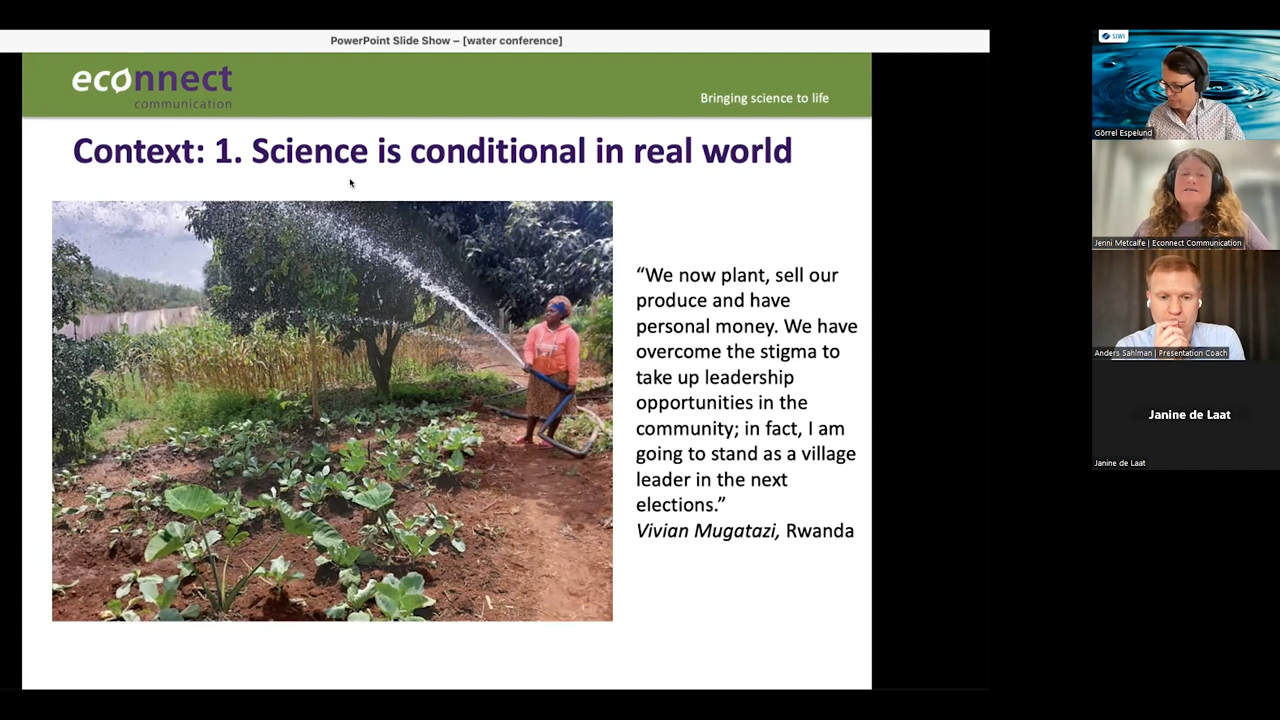 PowerPoint Slide Show – [water conference]
econnect
communication
Bringing science to life
Context: 1. Science is conditional in real world
“We now plant, sell our
produce and have
personal money. We have
overcome the stigma to
take up leadership
opportunities in the
community; in fact, I am
going to stand as a village
leader in the next
elections.”
Vivian Mugatazi, Rwanda
SIWI
Görrel Espelund
Jenni Metcalfe | Econnect Communication
Anders Sahlman | Presentation Coach
Janine de Laat
Janine de Laat